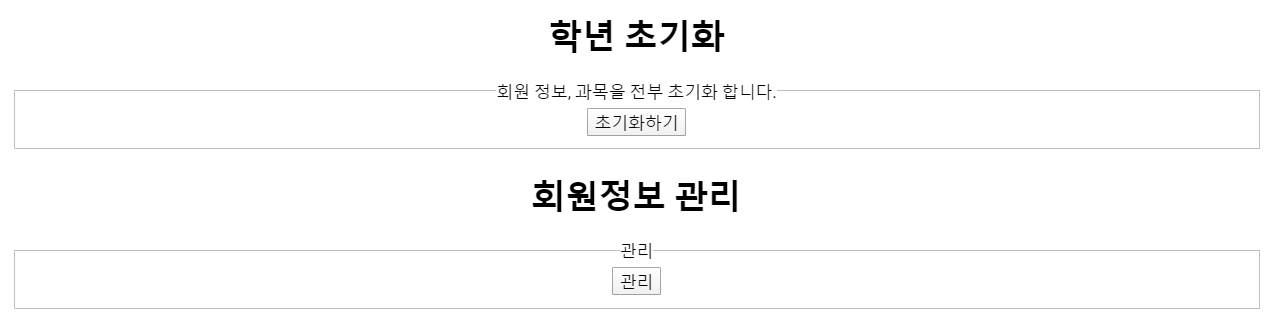 학년 초기화
회원 정보, 과목을 전부 초기화 합니다.
초기화하기
회원정보 관리
관리
관리